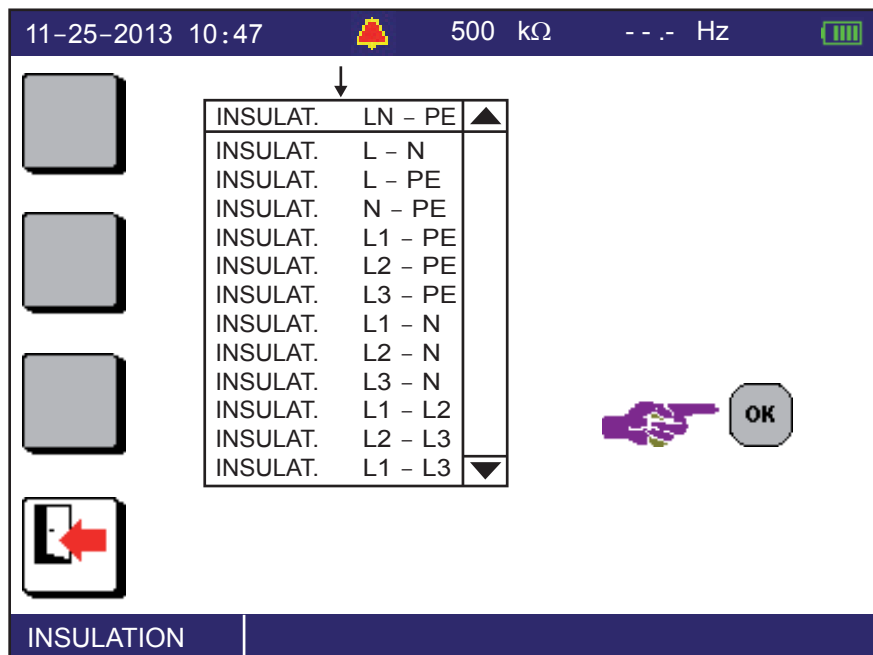 11-25-2013 10:47 500 kΩ - - .- Hz
INSULAT. LN - PE
INSULAT. L - N
INSULAT. L - PE
INSULAT. N - PE
INSULAT. L1 - PE
INSULAT. L2 - PE
INSULAT. L3 - PE
INSULAT. L1 - N
INSULAT. L2 - N
INSULAT. L3 - N
INSULAT. L1 - L2
INSULAT. L2 - L3
INSULAT. L1 - L3
OK
INSULATION